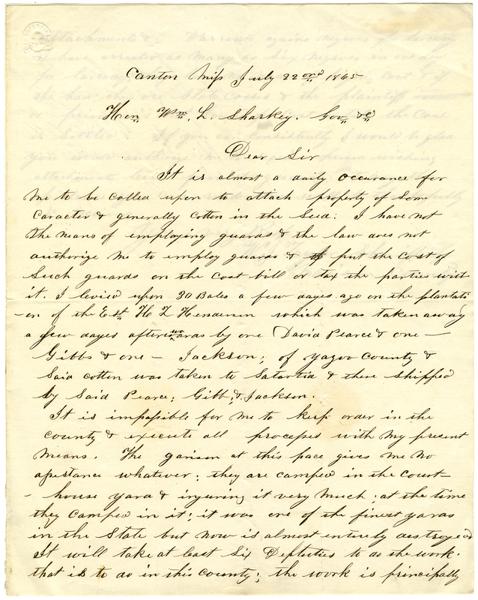 Canton Miss July 22nd 1865
Hon Wm L. Sharkey. Gov &c
Dear Sir
It is almost a daily occurance for
me to be called upon to attach property of Some
Caracter & generally Cotton in the Seed. I have not
the means of employing guards & the law does not
authorize me to employ guards & put the Cost of
Such guards on the Cost bill or tax the parties with
it. I levied upon 20 Bales a few dayes ago on the plantati
-on of the Est. H. L which was taken away
a few dayes afterwards by one David Pearce & one —
Gibbs & one — Jackson; of Yazoo County &
Said Cotton was taken to Satartia & there Shipped
by Said Pearce; Gibb; & Jackson.
It is impossible for me to keep order in the
County & execute all processes with my present
means. The garison at this pace gives me no
asistance whatever; they are camped in the Court-
-house yard & injuring it very much; at the time
they Camped in it; it was one of the finest yards
in the State but now is almost entirely destroyed
It will take at least Six Deputies to do the work
that is to do in this County; the work is principally